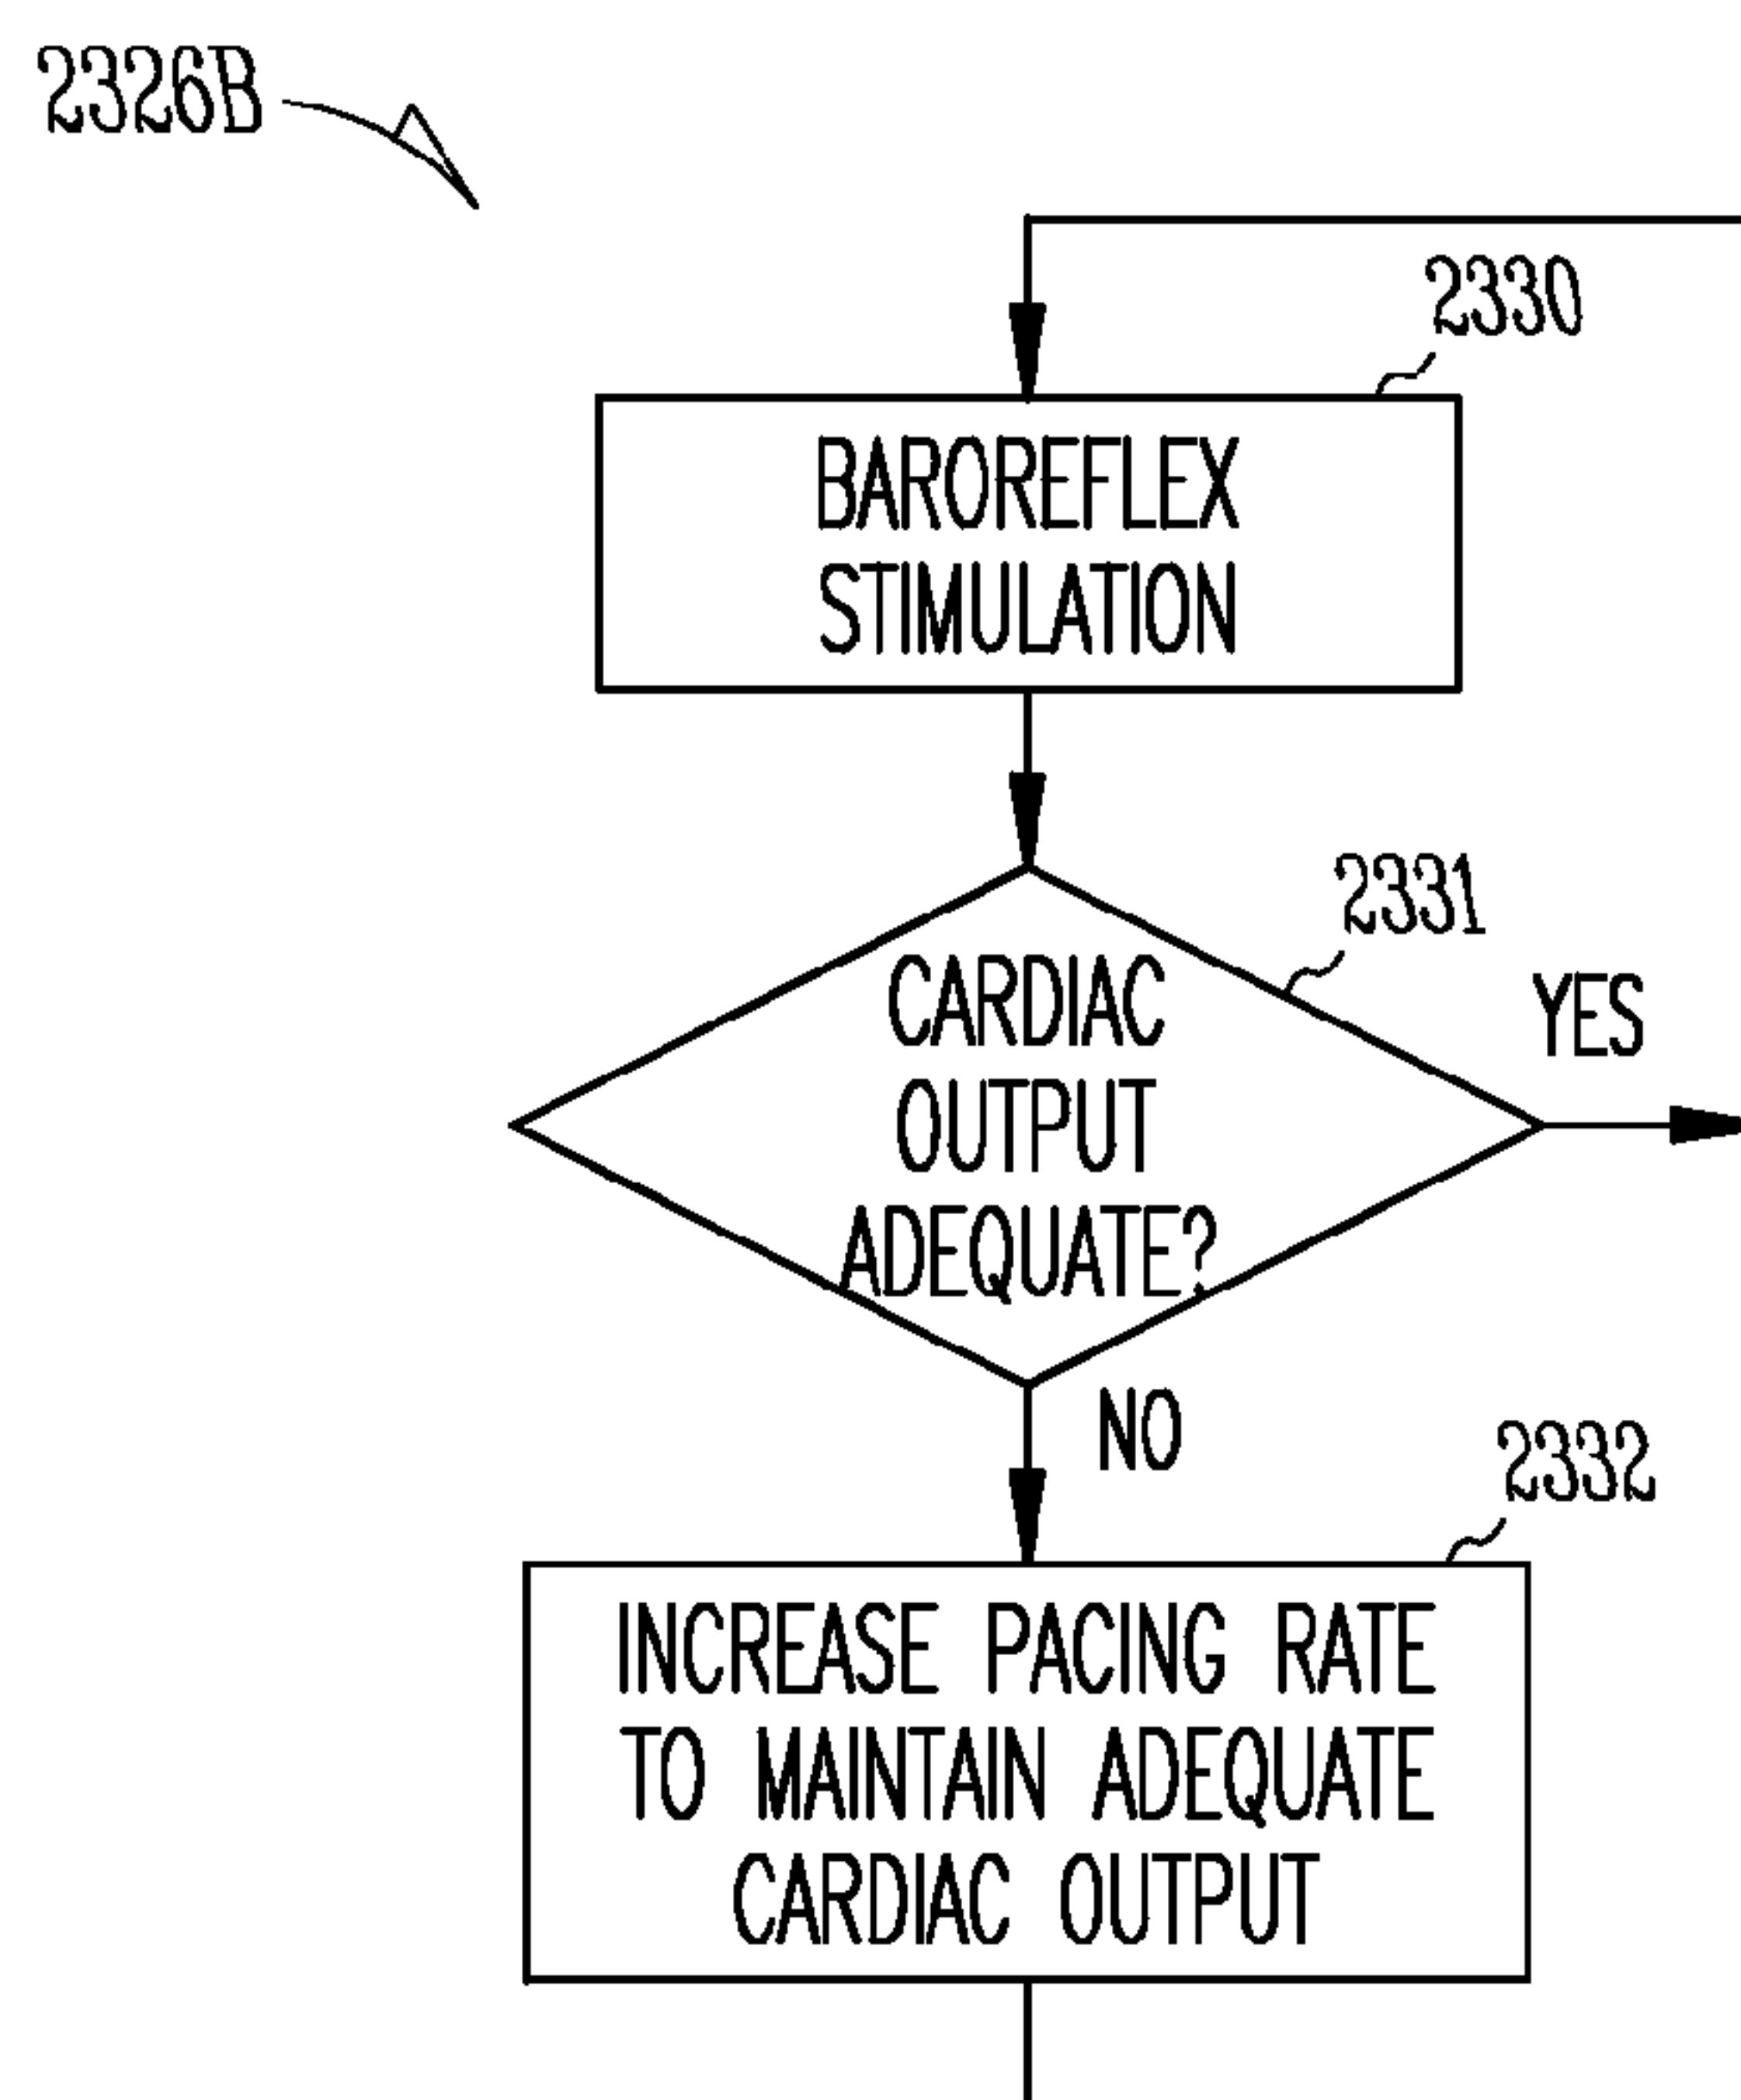 2326B
2330
BAROREFLEX
STIMULATION
2331
CARDIAC
OUTPUT
ADEQUATE?
YES
NO
2332
INCREASE PACING RATE
TO MAINTAIN ADEQUATE
CARDIAC OUTPUT